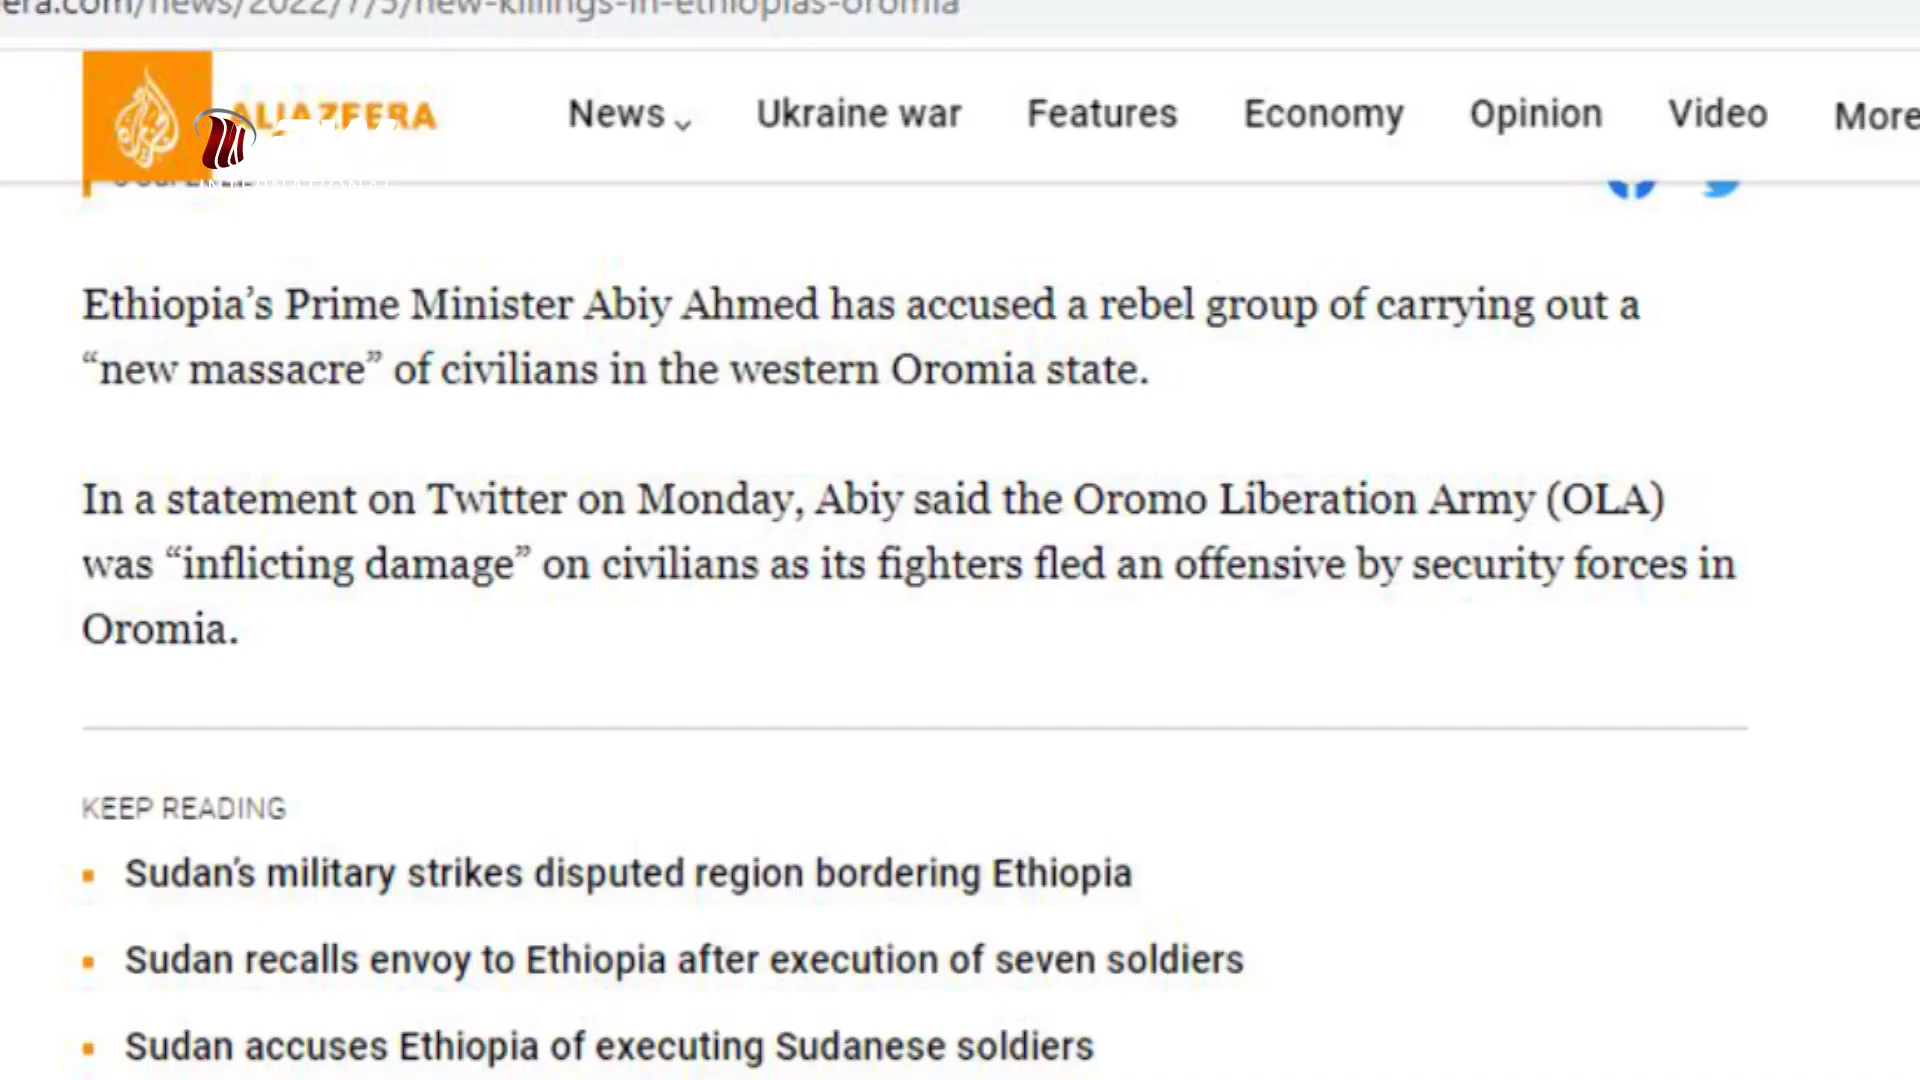 era.com/news/2022/7/5/new-killings-in-ethiopias-oromia
ALJAZEERA
News Ukraine war Features Economy Opinion Video More
INTERNATIONAL
Ethiopia’s Prime Minister Abiy Ahmed has accused a rebel group of carrying out a
“new massacre” of civilians in the western Oromia state.
In a statement on Twitter on Monday, Abiy said the Oromo Liberation Army (OLA)
was “inflicting damage” on civilians as its fighters fled an offensive by security forces in
Oromia.
KEEP READING
Sudan’s military strikes disputed region bordering Ethiopia
Sudan recalls envoy to Ethiopia after execution of seven soldiers
Sudan accuses Ethiopia of executing Sudanese soldiers